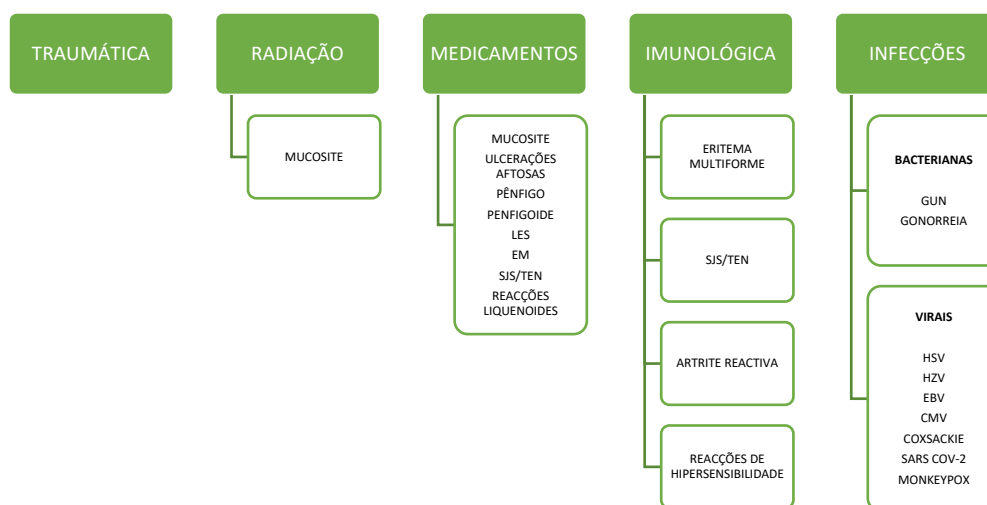 TRAUMÁTICA
RADIAÇÃO
MUCOSITE
MEDICAMENTOS
MUCOSITE
ULCERAÇÕES
AFTOSAS
PÊNFIGO
PENFIGOIDE
LES
EM
SJS/TEN
REACÇÕES
LIQUENOIDES
IMUNOLÓGICA
ERITEMA
MULTIFORME
SJS/TEN
ARTRITE REACTIVA
REACÇÕES DE
HIPERSENSIBILIDADE
INFECÇÕES
BACTERIANAS
GUN
GONORREIA
VIRAIS
HSV
HZV
EBV
CMV
COXSACKIE
SARS COV-2
MONKEYPOX